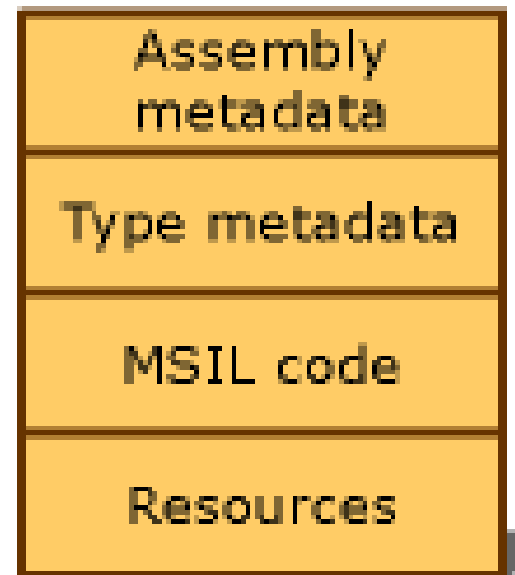 Assembly
metadata
Type metadata
MSIL code
Resources